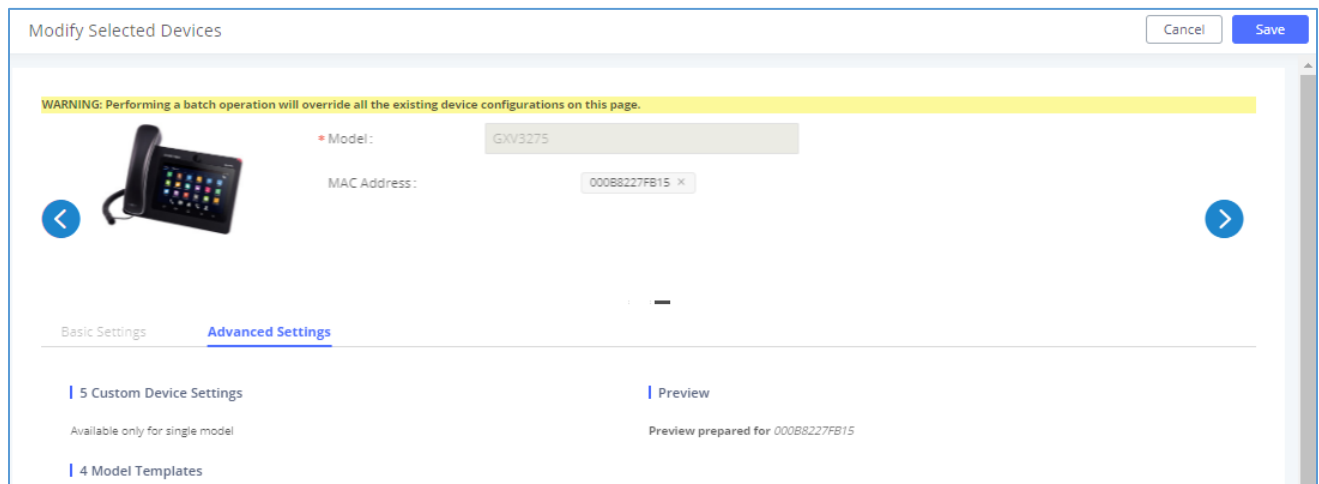 Modify Selected Devices
Cancel
Save
WARNING: Performing a batch operation will override all the existing device configurations on this page.
* Model:
GXV3275
MAC Address:
000B8227FB15 ×
Basic Settings
Advanced Settings
5 Custom Device Settings
Preview
Available only for single model
Preview prepared for 000B8227FB15
4 Model Templates